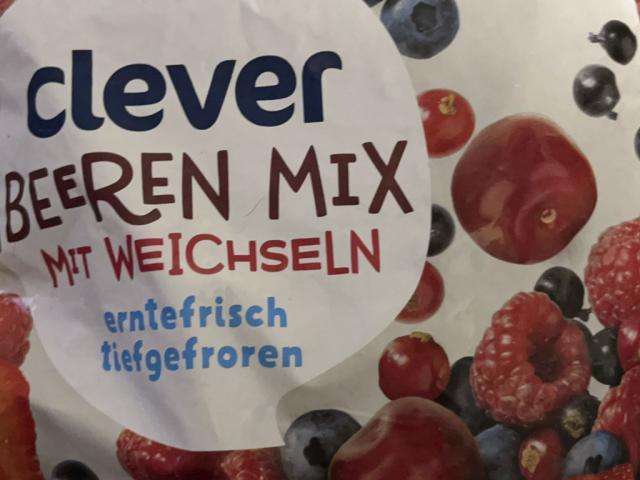 clever
BEEREN MIX
MIT WEICHSELN
erntefrisch
tiefgefroren